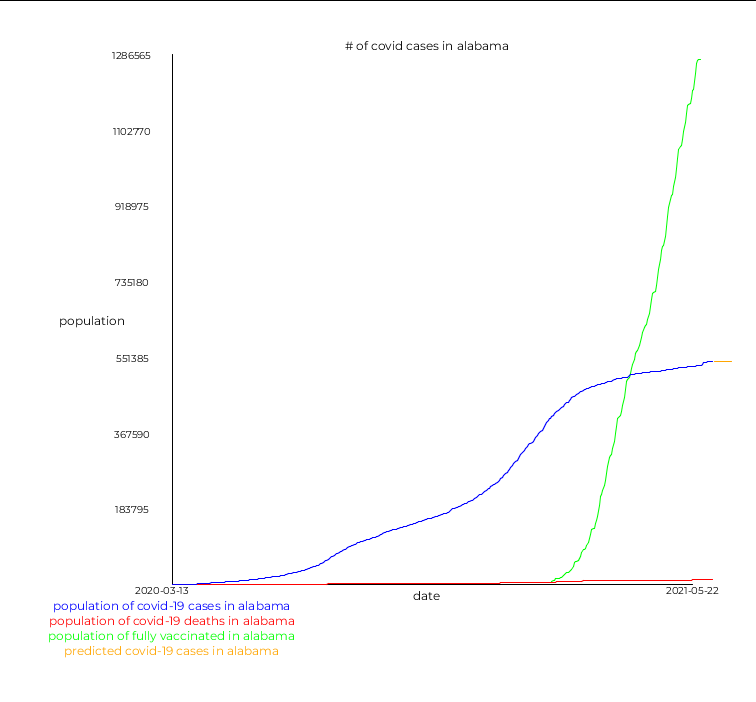 # of covid cases in alabama
1286565
1102770
918975
735180
population
551385
367590
183795
2020-03-13
2021-05-22
date
population of covid-19 cases in alabama
population of covid-19 deaths in alabama
population of fully vaccinated in alabama
predicted covid-19 cases in alabama